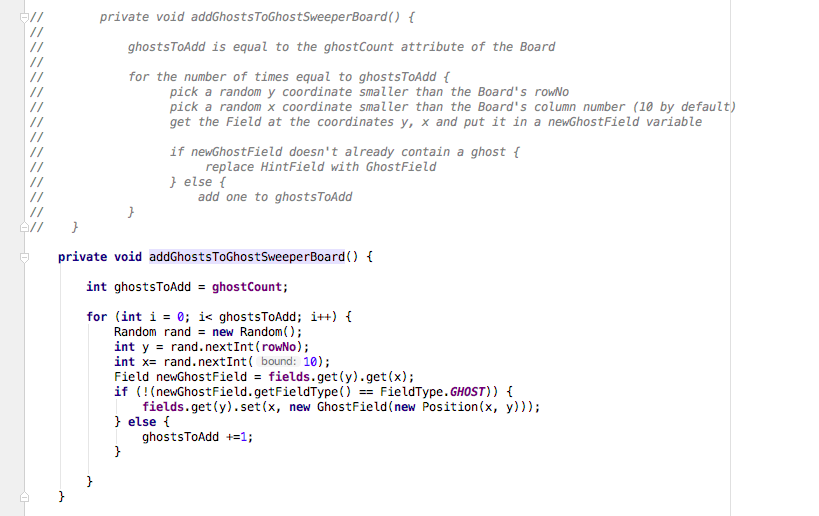 //        private void addGhostsToGhostSweeperBoard() {
//
//            ghostsToAdd is equal to the ghostCount attribute of the Board
//
//            for the number of times equal to ghostsToAdd {
//                  pick a random y coordinate smaller than the Board's rowNo
//                  pick a random x coordinate smaller than the Board's column number (10 by default)
//                  get the Field at the coordinates y, x and put it in a newGhostField variable
//
//                  if newGhostField doesn't already contain a ghost {
//                       replace HintField with GhostField
//                  } else {
//                      add one to ghostsToAdd
//            }
//    }
    private void addGhostsToGhostSweeperBoard() {
        int ghostsToAdd = ghostCount;
        for (int i = 0; i< ghostsToAdd; i++) {
            Random rand = new Random();
            int y = rand.nextInt(rowNo);
            int x= rand.nextInt( bound: 10);
            Field newGhostField = fields.get(y).get(x);
            if (!(newGhostField.getFieldType() == FieldType.GHOST)) {
                fields.get(y).set(x, new GhostField(new Position(x, y)));
            } else {
                ghostsToAdd +=1;
            }
        }
    }